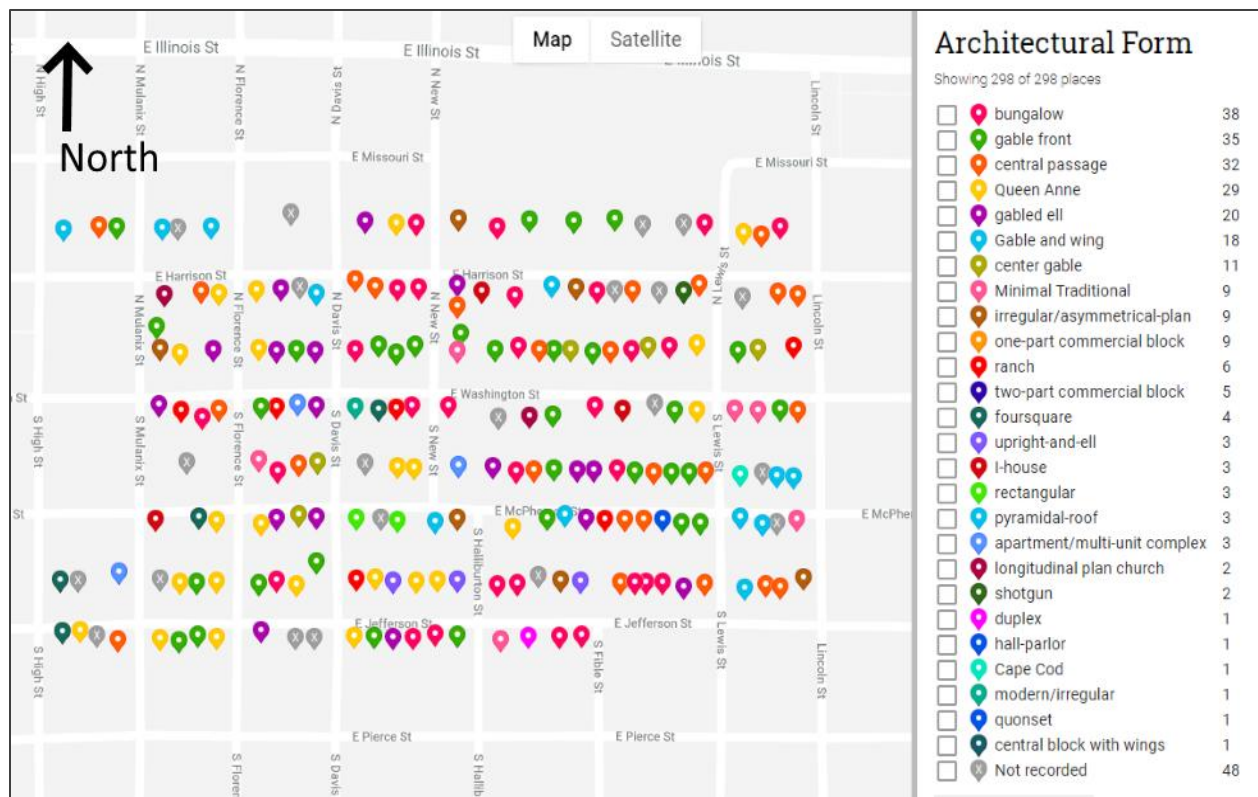 E Illinois St
E Illinois St
Map
Satellite
E Illinois St
N High St
N Mulanix St
N Florence St
N Davis St
N New St
Lincoln St
North
E Missouri St
E Missouri St
E Harrison St
E Harrison St
N Lewis St
N Mulanix St
N Florence St
N Davis St
N New St
Lincoln St
St
E Washington St
S High St
S Mulanix St
S Florence St
S Davis St
S New St
S Lewis St
St
E McPhe n St
E McPhe
S Halliburton St
E Jefferson St
E Jefferson St
S High St
S Fible St
S Lewis St
Lincoln St
E Pierce St
E Pierce St
S Floren
S Davis
S Hallib
Architectural Form
Showing 298 of 298 places
bungalow 38
gable front 35
central passage 32
Queen Anne 29
gabled ell 20
Gable and wing 18
center gable 11
Minimal Traditional 9
irregular/asymmetrical-plan 9
one-part commercial block 9
ranch 6
two-part commercial block 5
foursquare 4
upright-and-ell 3
I-house 3
rectangular 3
pyramidal-roof 3
apartment/multi-unit complex 3
longitudinal plan church 2
shotgun 2
duplex 1
hall-parlor 1
Cape Cod 1
modern/irregular 1
quonset 1
central block with wings 1
Not recorded 48